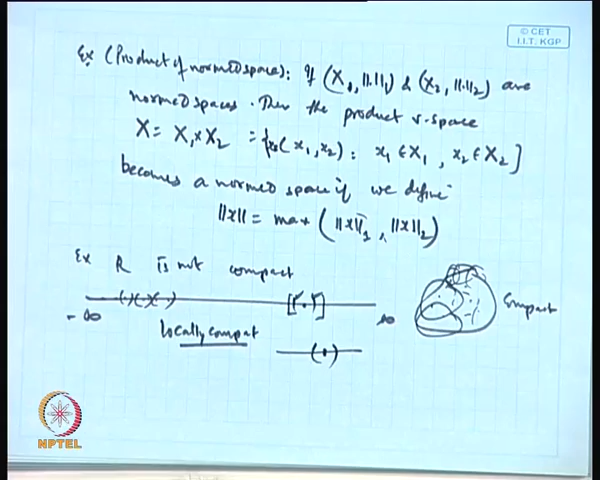 © CET
I.I.T. KGP
Ex (Product of normed space): If (X₁, ||.||₁) & (X₂, ||.||₂) are
normed spaces. Then the product v-space
X = X₁ × X₂ = {x=(x₁, x₂): x₁ ∈ X₁, x₂ ∈ X₂}
becomes a normed space if we define
||x|| = max (||x||₁, ||x||₂)
Ex R is not compact
-∞ ∞
Compact
locally compat
NPTEL